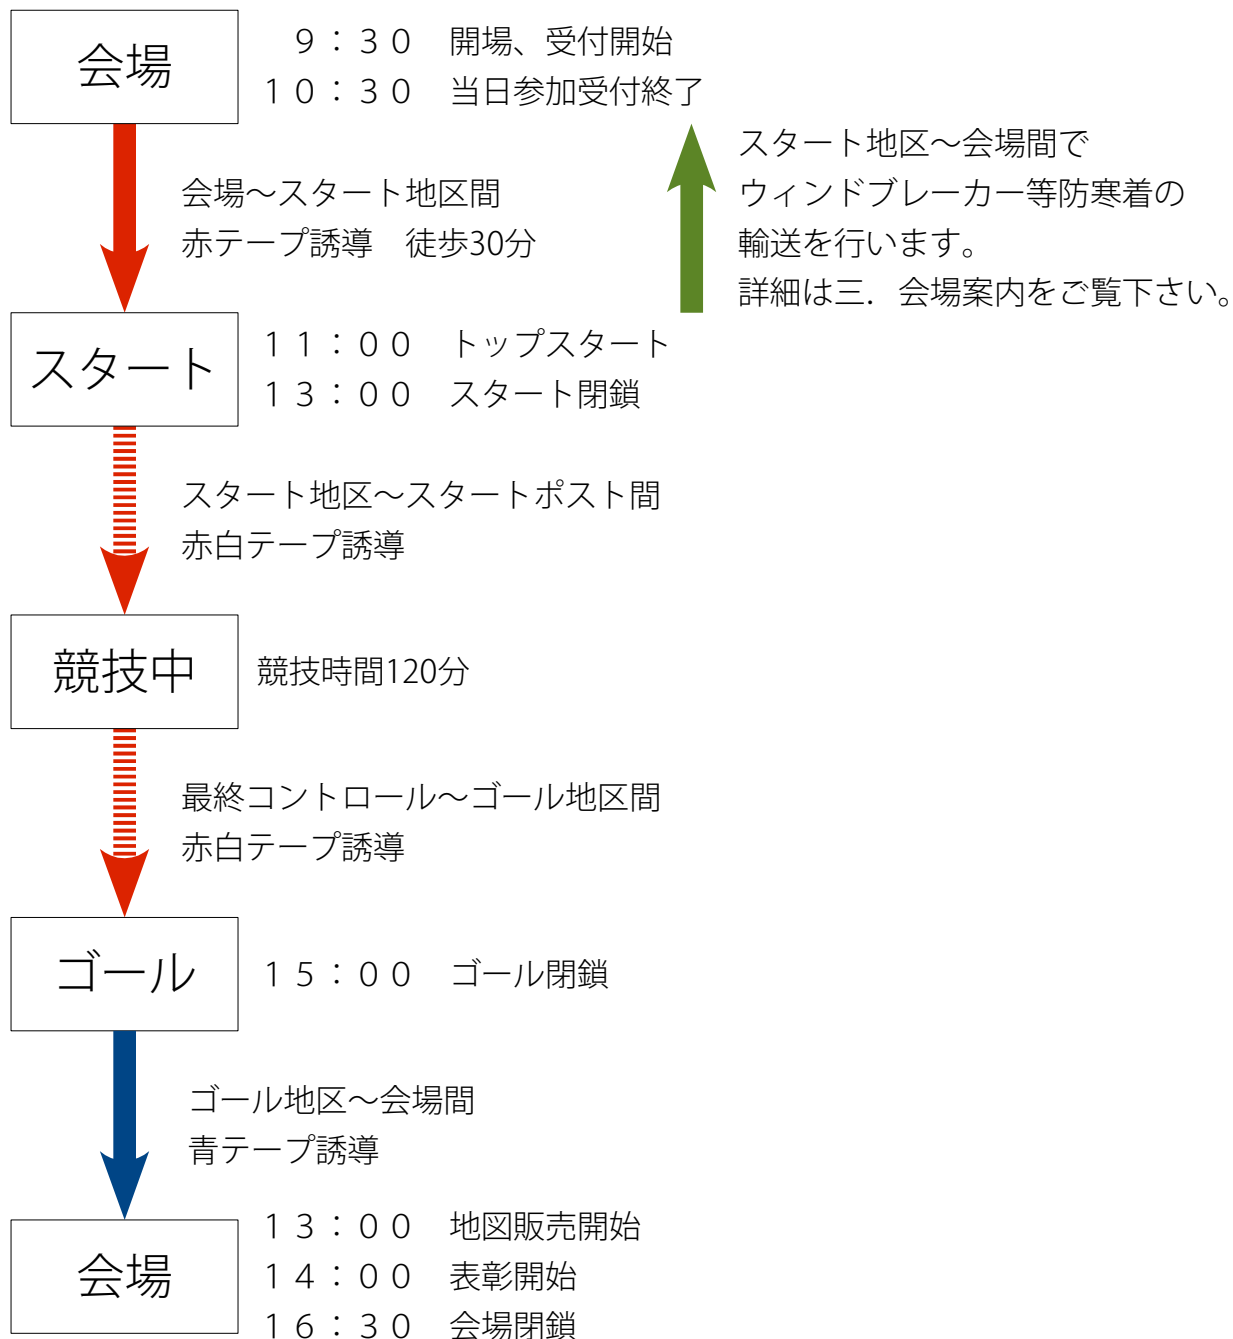 会場
９：３０　開場、受付開始
１０：３０　当日参加受付終了
会場～スタート地区間
赤テープ誘導　徒歩30分
スタート地区～会場間で
ウィンドブレーカー等防寒着の
輸送を行います。
詳細は三．会場案内をご覧下さい。
スタート
１１：００　トップスタート
１３：００　スタート閉鎖
スタート地区～スタートポスト間
赤白テープ誘導
競技中
競技時間120分
最終コントロール～ゴール地区間
赤白テープ誘導
ゴール
１５：００　ゴール閉鎖
ゴール地区～会場間
青テープ誘導
会場
１３：００　地図販売開始
１４：００　表彰開始
１６：３０　会場閉鎖